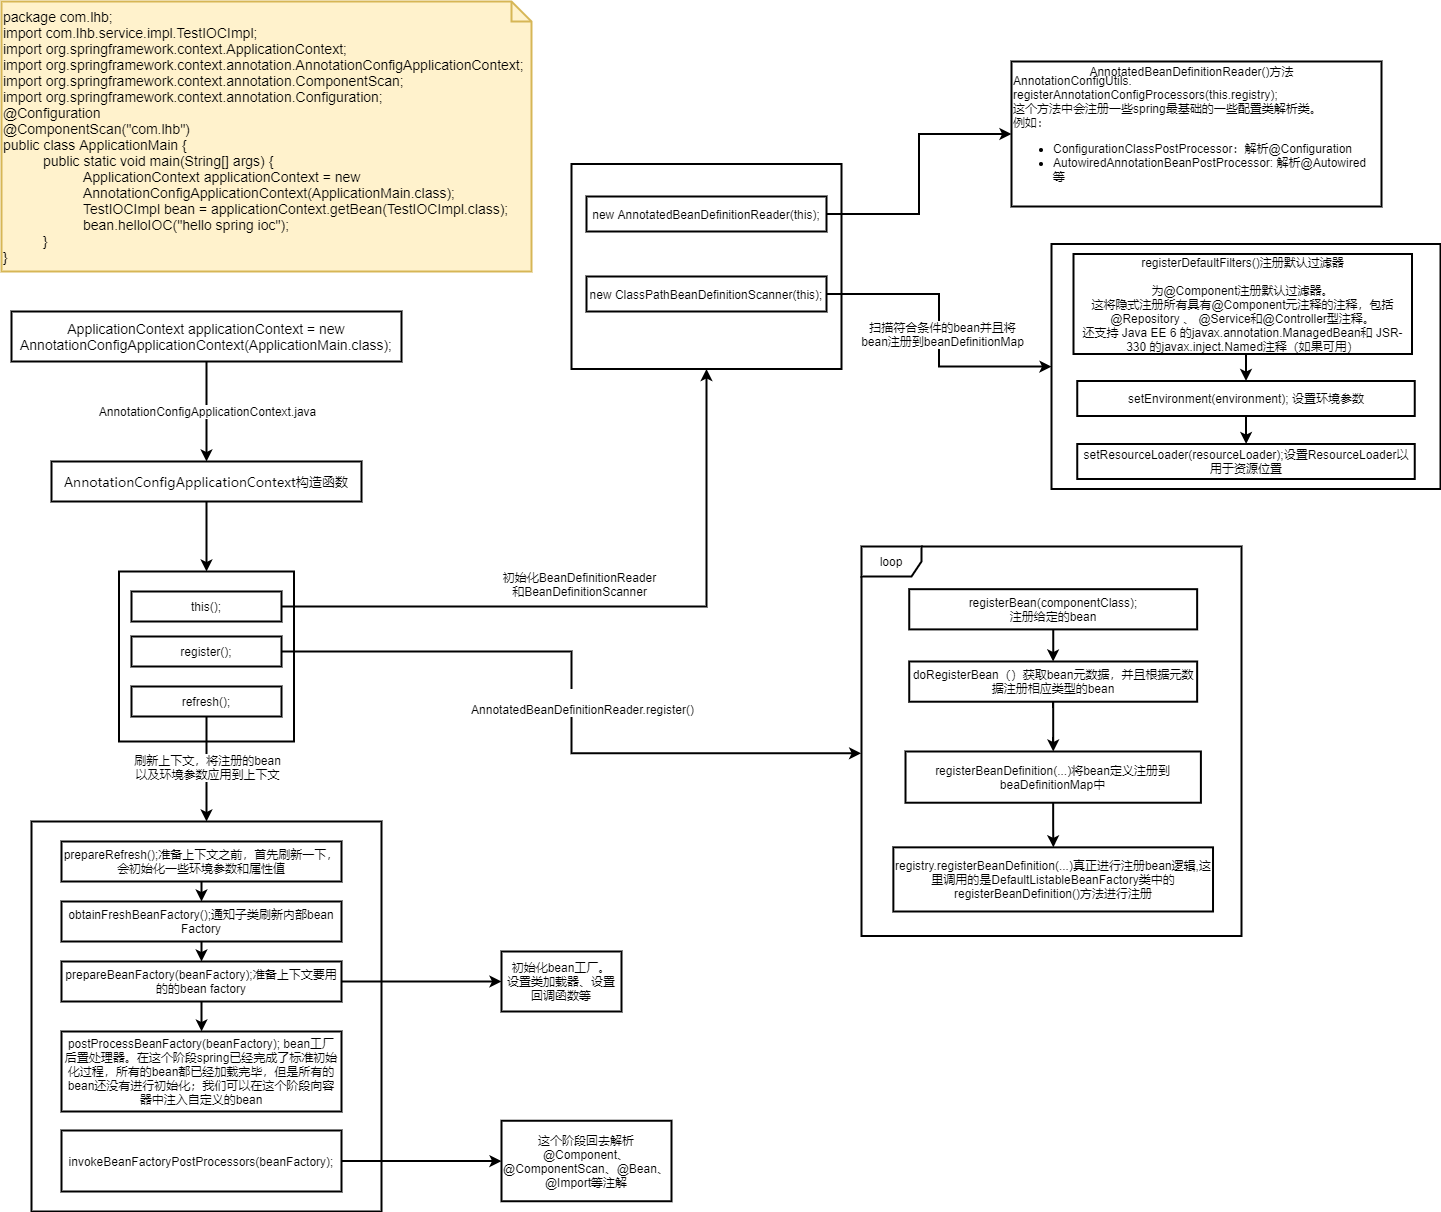 package com.lhb;
import com.lhb.service.impl.TestIOCImpl;
import org.springframework.context.ApplicationContext;
import org.springframework.context.annotation.AnnotationConfigApplicationContext;
import org.springframework.context.annotation.ComponentScan;
import org.springframework.context.annotation.Configuration;
@Configuration
@ComponentScan("com.lhb")
public class ApplicationMain {
public static void main(String[] args) {
ApplicationContext applicationContext = new
AnnotationConfigApplicationContext(ApplicationMain.class);
TestIOCImpl bean = applicationContext.getBean(TestIOCImpl.class);
bean.helloIOC("hello spring ioc");
}
}
ApplicationContext applicationContext = new
AnnotationConfigApplicationContext(ApplicationMain.class);
AnnotationConfigApplicationContext.java
AnnotationConfigApplicationContext构造函数
this();
register();
refresh();
初始化BeanDefinitionReader
和BeanDefinitionScanner
AnnotatedBeanDefinitionReader.register()
刷新上下文，将注册的bean
以及环境参数应用到上下文
new AnnotatedBeanDefinitionReader(this);
new ClassPathBeanDefinitionScanner(this);
AnnotatedBeanDefinitionReader()方法
AnnotationConfigUtils.
registerAnnotationConfigProcessors(this.registry);
这个方法中会注册一些spring最基础的一些配置类解析类。
例如：
• ConfigurationClassPostProcessor：解析@Configuration
• AutowiredAnnotationBeanPostProcessor: 解析@Autowired
等
扫描符合条件的bean并且将
bean注册到beanDefinitionMap
registerDefaultFilters()注册默认过滤器
为@Component注册默认过滤器。
这将隐式注册所有具有@Component元注释的注释，包括
@Repository 、 @Service和@Controller型注释。
还支持 Java EE 6 的javax.annotation.ManagedBean和 JSR-
330 的javax.inject.Named注释（如果可用）
setEnvironment(environment); 设置环境参数
setResourceLoader(resourceLoader);设置ResourceLoader以
用于资源位置
loop
registerBean(componentClass);
注册给定的bean
doRegisterBean（）获取bean元数据，并且根据元数
据注册相应类型的bean
registerBeanDefinition(...)将bean定义注册到
beaDefinitionMap中
registry.registerBeanDefinition(...)真正进行注册bean逻辑,这
里调用的是DefaultListableBeanFactory类中的
registerBeanDefinition()方法进行注册
prepareRefresh();准备上下文之前，首先刷新一下，
会初始化一些环境参数和属性值
obtainFreshBeanFactory();通知子类刷新内部bean
Factory
prepareBeanFactory(beanFactory);准备上下文要用
的的bean factory
初始化bean工厂。
设置类加载器、设置
回调函数等
postProcessBeanFactory(beanFactory); bean工厂
后置处理器。在这个阶段spring已经完成了标准初始
化过程，所有的bean都已经加载完毕，但是所有的
bean还没有进行初始化；我们可以在这个阶段向容
器中注入自定义的bean
invokeBeanFactoryPostProcessors(beanFactory);
这个阶段回去解析
@Component、
@ComponentScan、@Bean、
@Import等注解